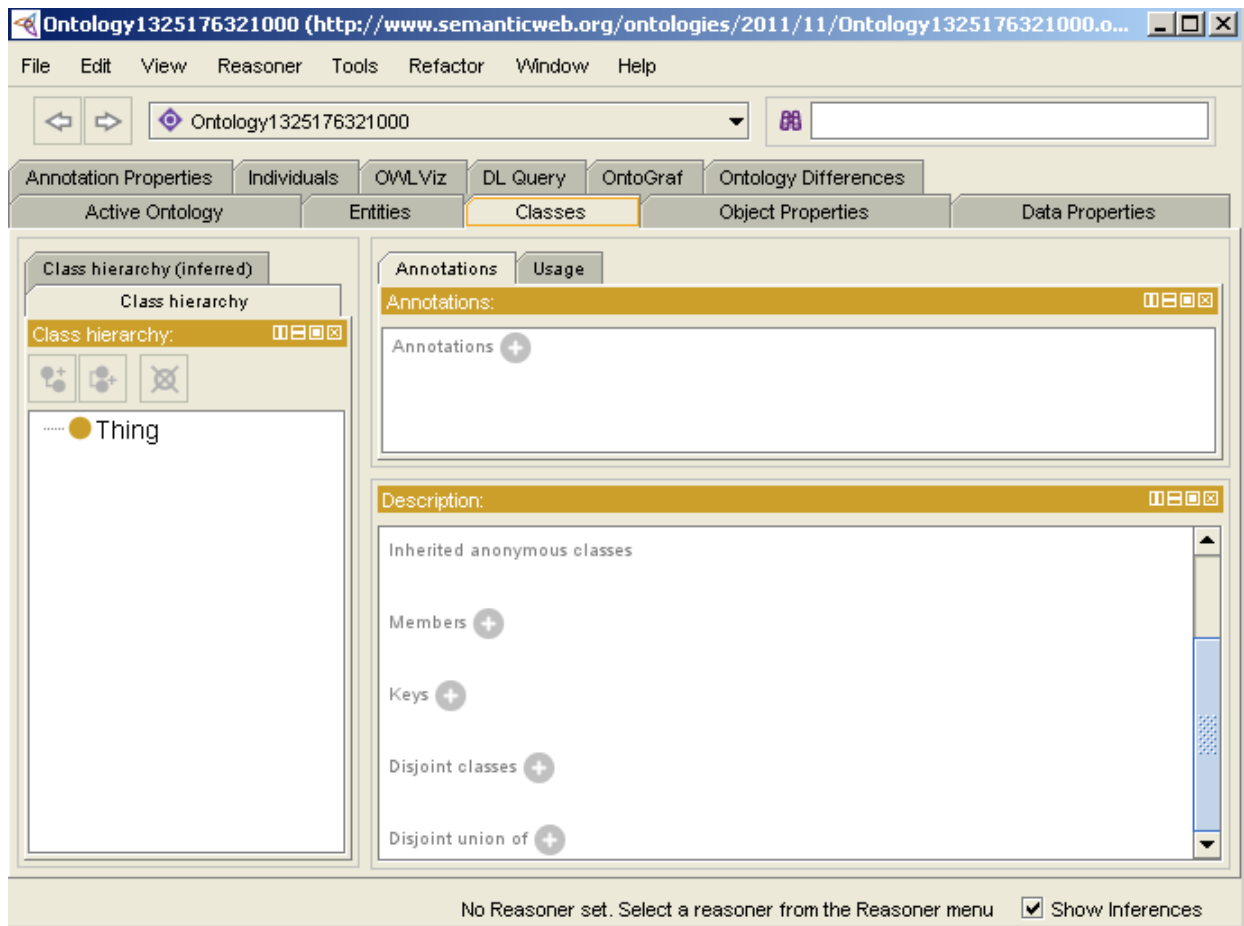 Ontology1325176321000 (http://www.semanticweb.org/ontologies/2011/11/Ontology1325176321000.o...
File Edit View Reasoner Tools Refactor Window Help
Ontology1325176321000
Annotation Properties Individuals OWLViz DL Query OntoGraf Ontology Differences
Active Ontology Entities Classes Object Properties Data Properties
Class hierarchy (inferred)
Class hierarchy
Class hierarchy:
Thing
Annotations Usage
Annotations:
Annotations
Description:
Inherited anonymous classes
Members
Keys
Disjoint classes
Disjoint union of
No Reasoner set. Select a reasoner from the Reasoner menu Show Inferences